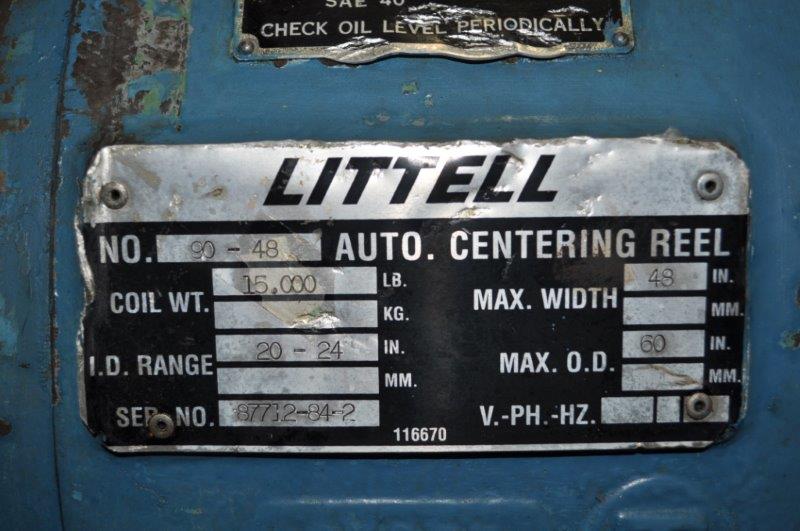 SAE 40
CHECK OIL LEVEL PERIODICALLY
LITTELL
NO. 90 - 48 AUTO. CENTERING REEL
COIL WT. 15,000 LB. MAX. WIDTH 48 IN.
KG. MM.
I.D. RANGE 20 - 24 IN. MAX. O.D. 60 IN.
MM. MM.
SER. NO. 87712-84-2 V.-PH.-HZ.
116670